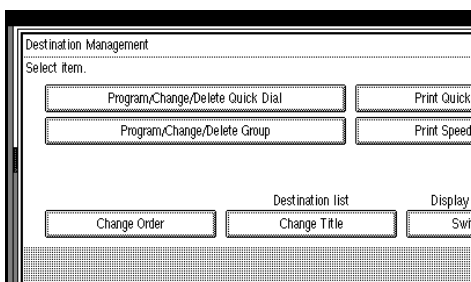 Destination Management
Select item.
Program/Change/Delete Quick Dial
Print Quick
Program/Change/Delete Group
Print Speed
Destination list
Display
Change Order
Change Title